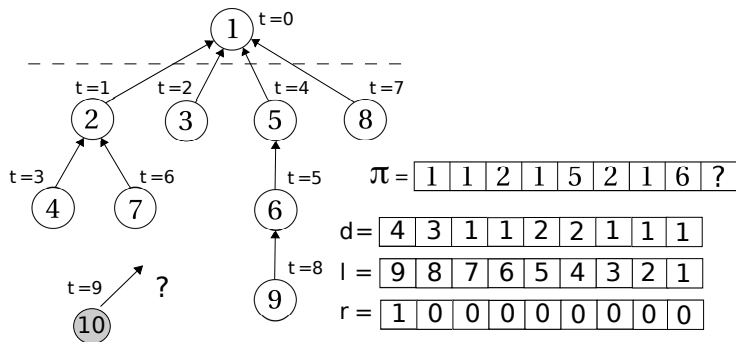 1 t=0
t=1 t=2 t=4 t=7
2 3 5 8
t=3 t=6 t=5
4 7 6
π = 1 1 2 1 5 2 1 6 ?
d= 4 3 1 1 2 2 1 1 1
l = 9 8 7 6 5 4 3 2 1
r = 1 0 0 0 0 0 0 0 0
t=9 ? t=8
10 9